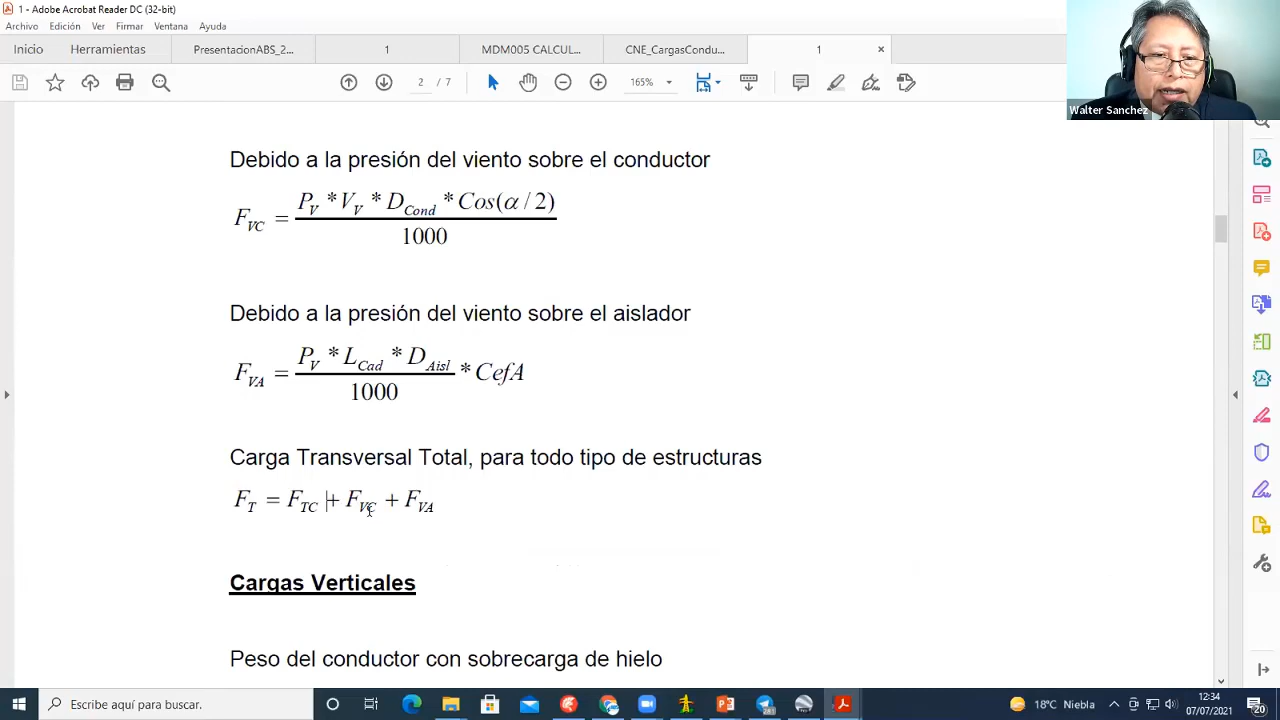 1 - Adobe Acrobat Reader DC (32-bit)
Archivo Edición Ver Firmar Ventana Ayuda
Inicio Herramientas PresentacionABS_2... 1 MDM005 CALCUL... CNE_CargasCondu... 1 ×
2 / 7 165%
Walter Sanchez
Debido a la presión del viento sobre el conductor
F_VC = P_V * V_V * D_Cond * Cos(α / 2)
1000
Debido a la presión del viento sobre el aislador
F_VA = P_V * L_Cad * D_Aisl * CefA
1000
Carga Transversal Total, para todo tipo de estructuras
F_T = F_TC + F_VC + F_VA
Cargas Verticales
Peso del conductor con sobrecarga de hielo
Escribe aquí para buscar.
18°C Niebla
12:34
07/07/2021
20